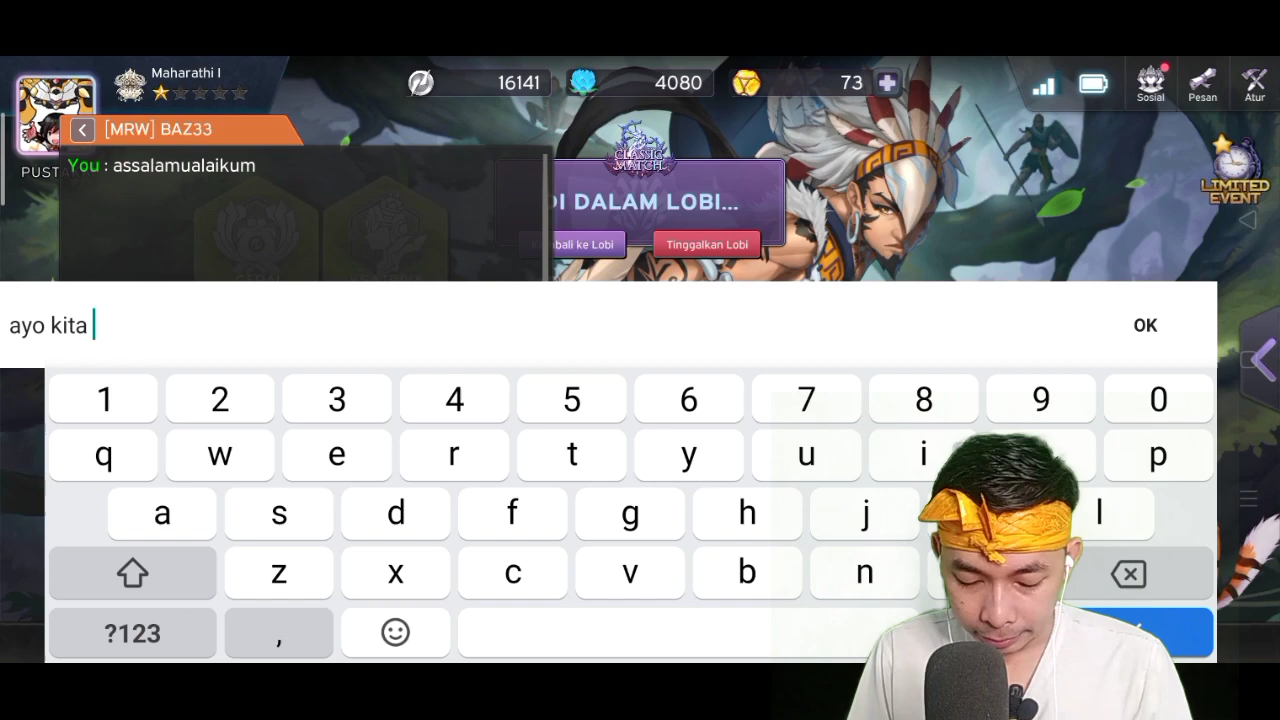 Maharathi I
16141
4080
73
Sosial
Pesan
Atur
[MRW] BAZ33
You : assalamualaikum
PUST
CLASSIC
MATCH
DI DALAM LOBI...
bali ke Lobi
Tinggalkan Lobi
LIMITED
EVENT
ayo kita
OK
1 2 3 4 5 6 7 8 9 0
q w e r t y u i p
a s d f g h j l
z x c v b n
?123 ,